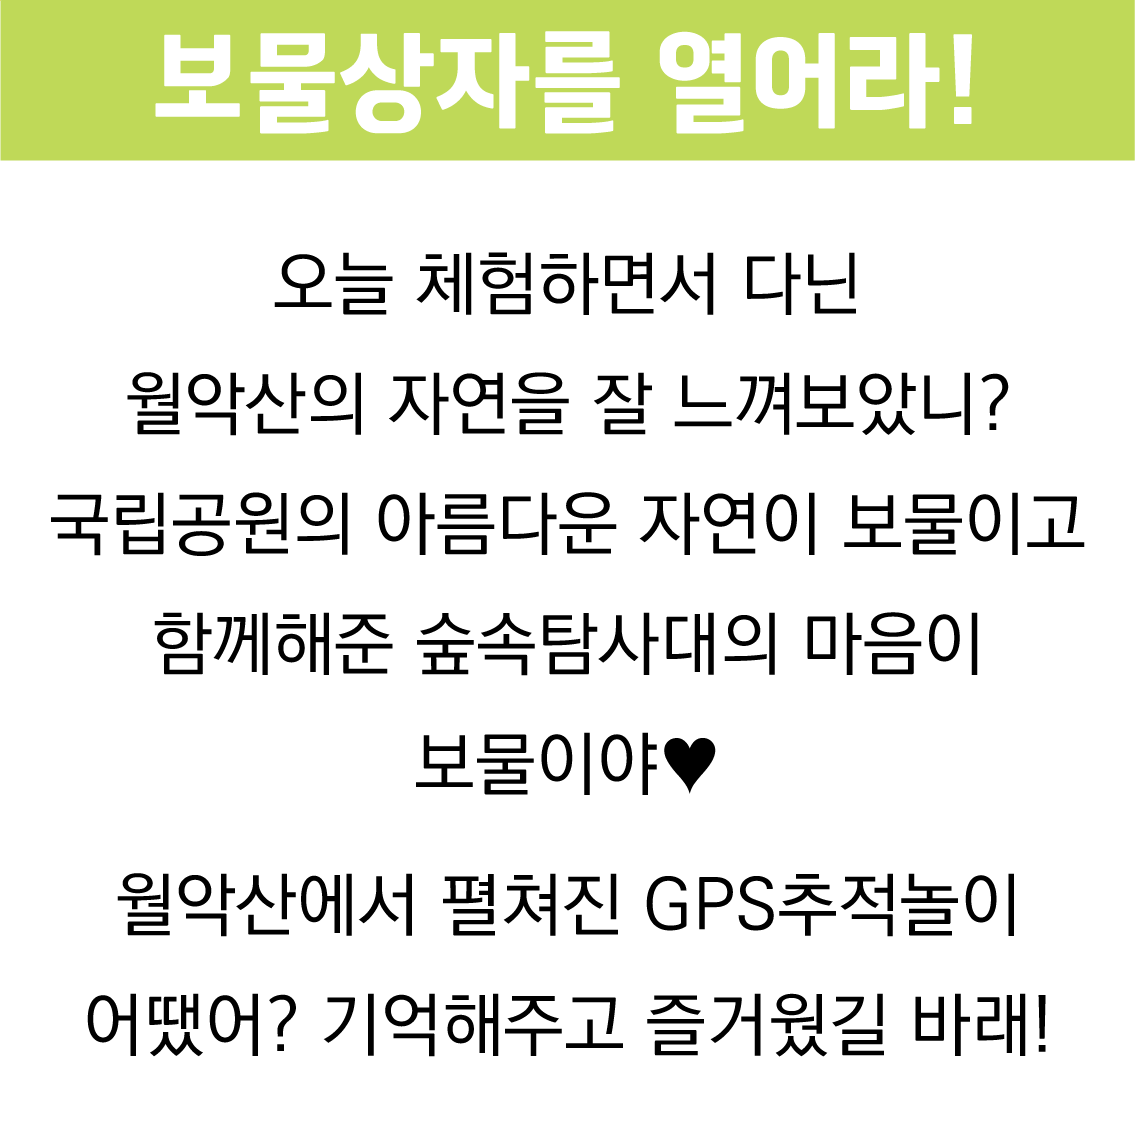 보물상자를 열어라!
오늘 체험하면서 다닌
월악산의 자연을 잘 느껴보았니?
국립공원의 아름다운 자연이 보물이고
함께해준 숲속탐사대의 마음이
보물이야♥
월악산에서 펼쳐진 GPS추적놀이
어땠어? 기억해주고 즐거웠길 바래!